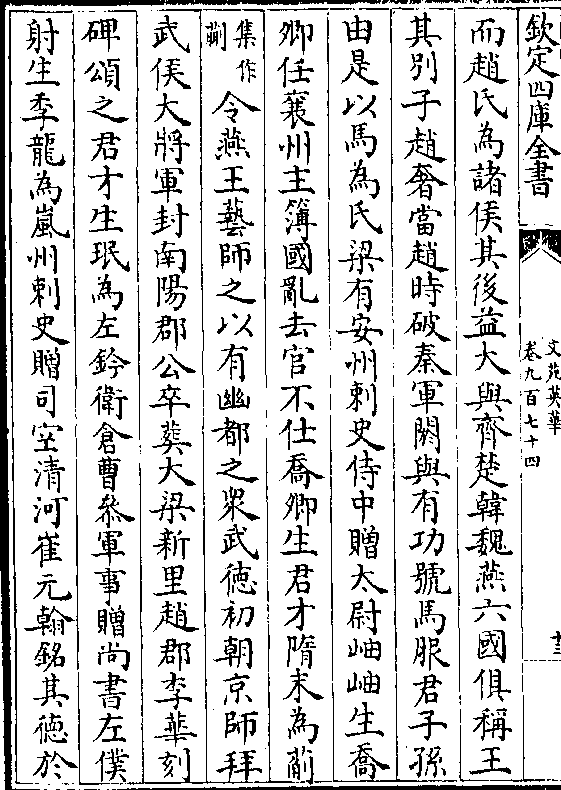 欽定四庫全書
文苑英華
卷九百七十四
十三
而趙氏為諸侯其後益大與齊楚韓魏燕六國俱稱王
其别子趙奢當趙時破秦軍閼與有功號馬服君子孫
由是以馬為氏梁有安州刺史侍中贈太尉岫岫生喬
卿任襄州主簿國亂去官不仕喬卿生君才隋末為薊
集作
薊
令燕王藝師之以有幽都之衆武徳初朝京師拜
武侯大將軍封南陽郡公卒葬大梁新里趙郡李華刻
碑頌之君才生珉為左鈐衛倉曹叅軍事贈尚書左僕
射生季龍為嵐州刺史贈司空清河崔元翰銘其德於